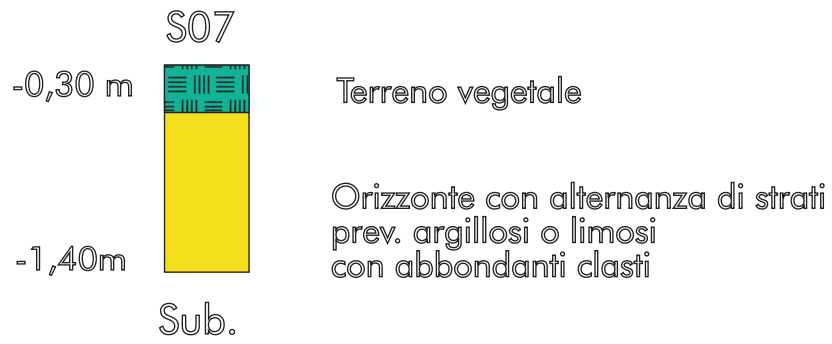 S07
-0,30 m
Terreno vegetale
Orizzonte con alternanza di strati
prev. argillosi o limosi
con abbondanti clasti
-1,40m
Sub.